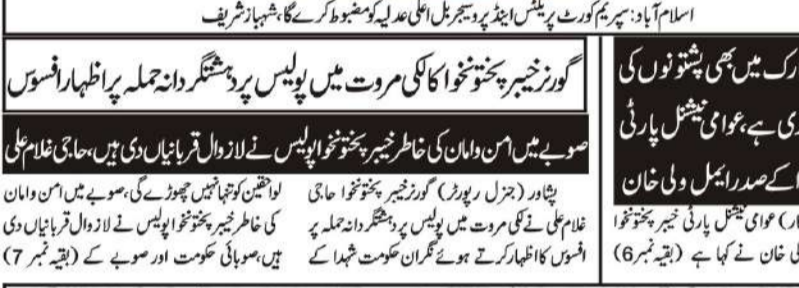 اسلام آباد: سپریم کورٹ پریکٹس اینڈ پروسیجر بل اعلیٰ عدلیہ کو مضبوط کرے گا، شہباز شریف
گورنر خیبر پختونخوا کا لکی مروت میں پولیس پر دہشتگردانہ حملہ پر اظہار افسوس
صوبے میں امن و امان کی خاطر خیبر پختونخوا پولیس نے لازوال قربانیاں دی ہیں، حاجی غلام علی
پشاور (جنرل رپورٹر) گورنر خیبر پختونخوا حاجی
غلام علی نے لکی مروت میں پولیس پر دہشتگردانہ حملہ پر
افسوس کا اظہار کرتے ہوئے نگران حکومت شہدا کے
لواحقین کو تنہا نہیں چھوڑے گی، صوبے میں امن و امان
کی خاطر خیبر پختونخوا پولیس نے لازوال قربانیاں دی
ہیں، صوبائی حکومت اور صوبے کے (بقیہ نمبر 7)
رک میں بھی پشتونوں کی
دی ہے، عوامی نیشنل پارٹی
کے صدر ایمل ولی خان
ار) عوامی نیشنل پارٹی خیبر پختونخوا
لی خان نے کہا ہے (بقیہ نمبر 6)